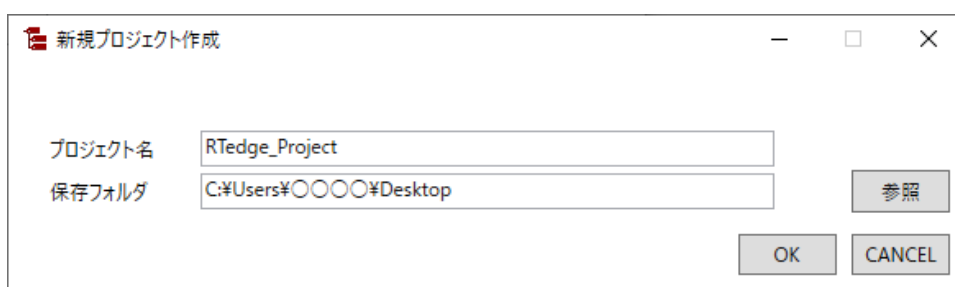 新規プロジェクト作成
プロジェクト名 RTedge_Project
保存フォルダ C:¥Users¥〇〇〇〇¥Desktop
参照
OK CANCEL